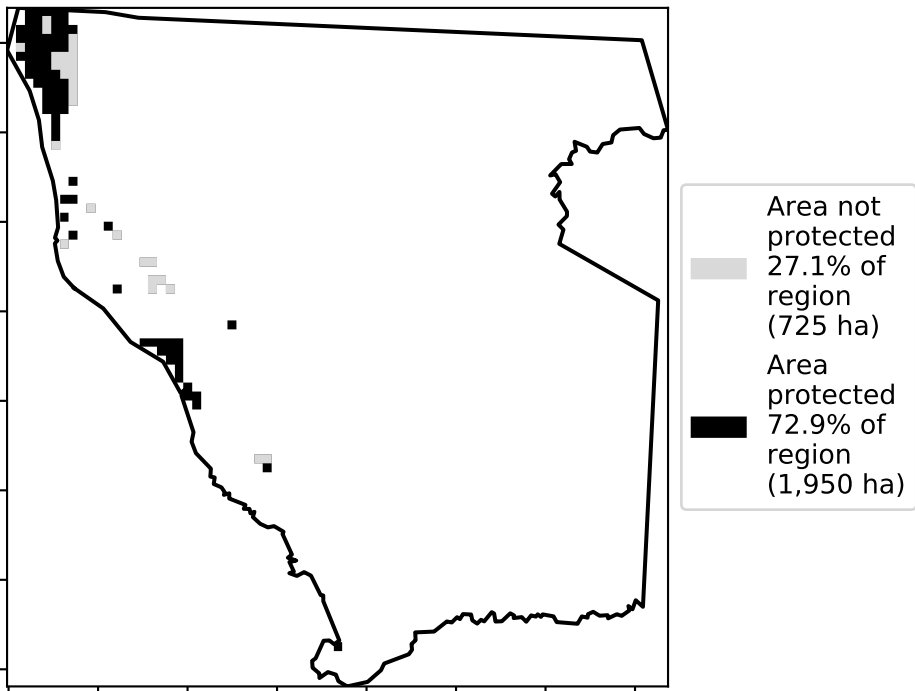 Area not
protected
27.1% of
region
(725 ha)
Area
protected
72.9% of
region
(1,950 ha)